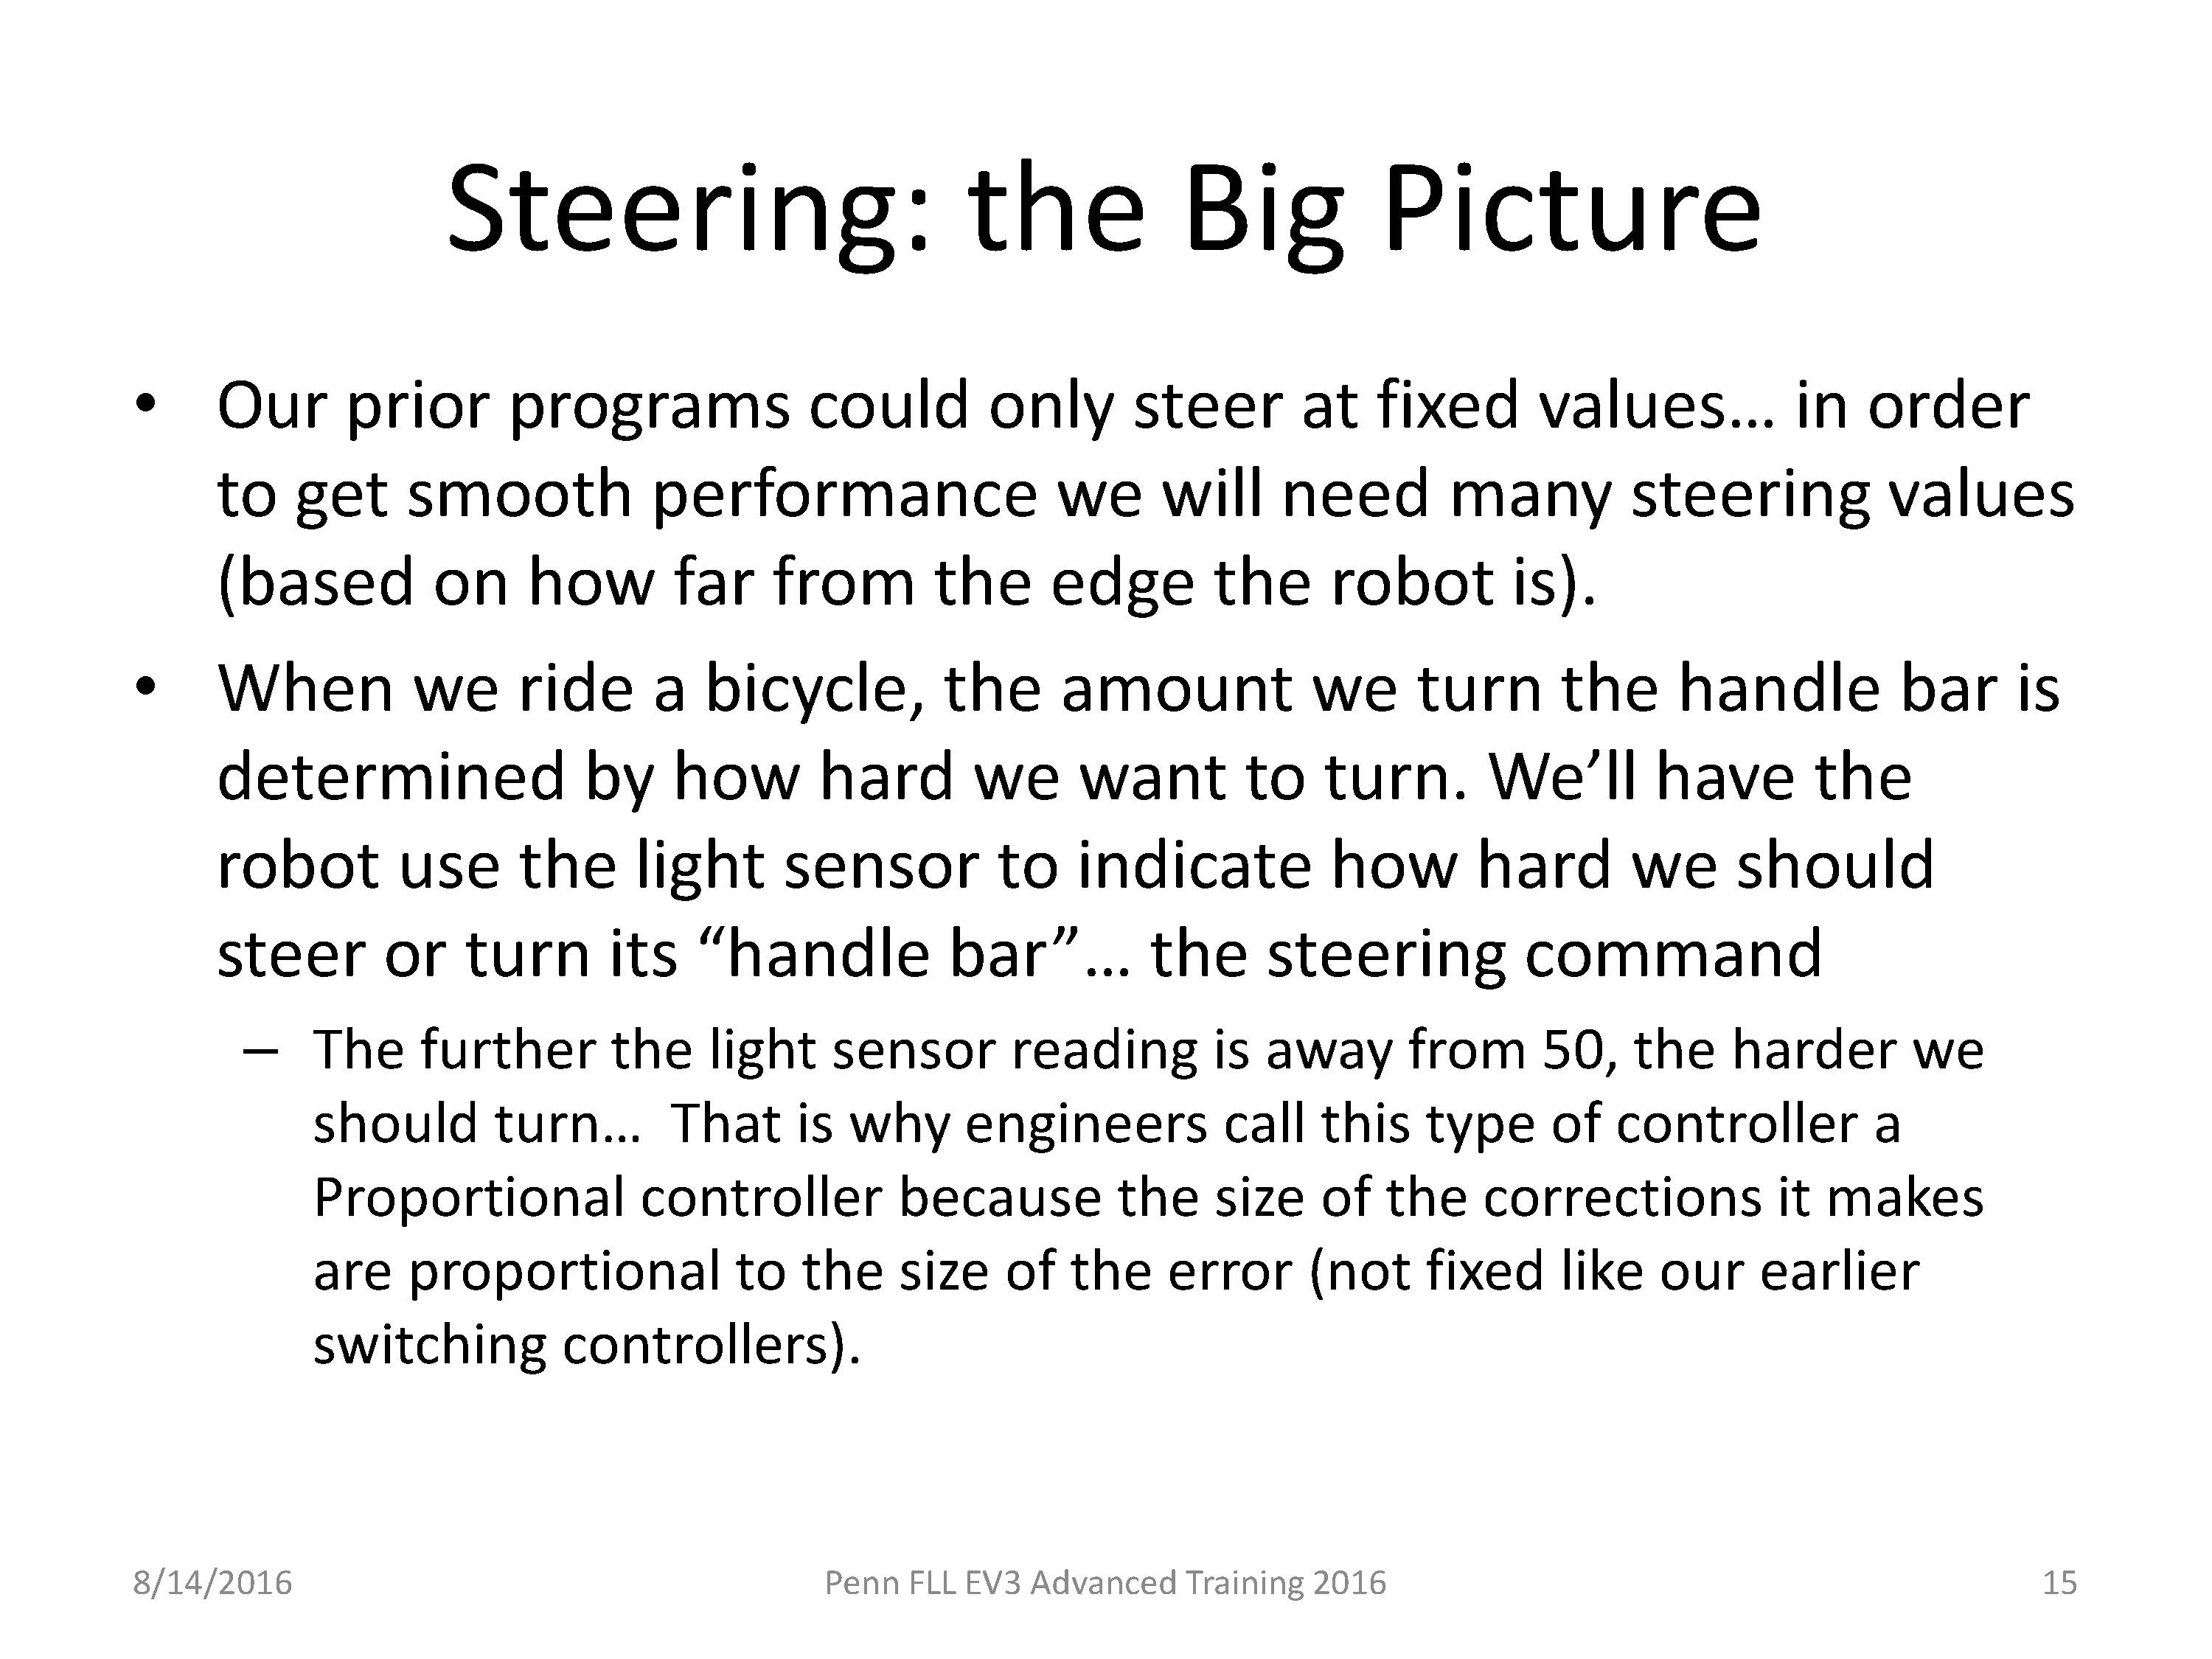 Steering: the Big Picture
• Our prior programs could only steer at fixed values… in order
to get smooth performance we will need many steering values
(based on how far from the edge the robot is).
• When we ride a bicycle, the amount we turn the handle bar is
determined by how hard we want to turn. We’ll have the
robot use the light sensor to indicate how hard we should
steer or turn its “handle bar”… the steering command
– The further the light sensor reading is away from 50, the harder we
should turn… That is why engineers call this type of controller a
Proportional controller because the size of the corrections it makes
are proportional to the size of the error (not fixed like our earlier
switching controllers).
8/14/2016 Penn FLL EV3 Advanced Training 2016 15